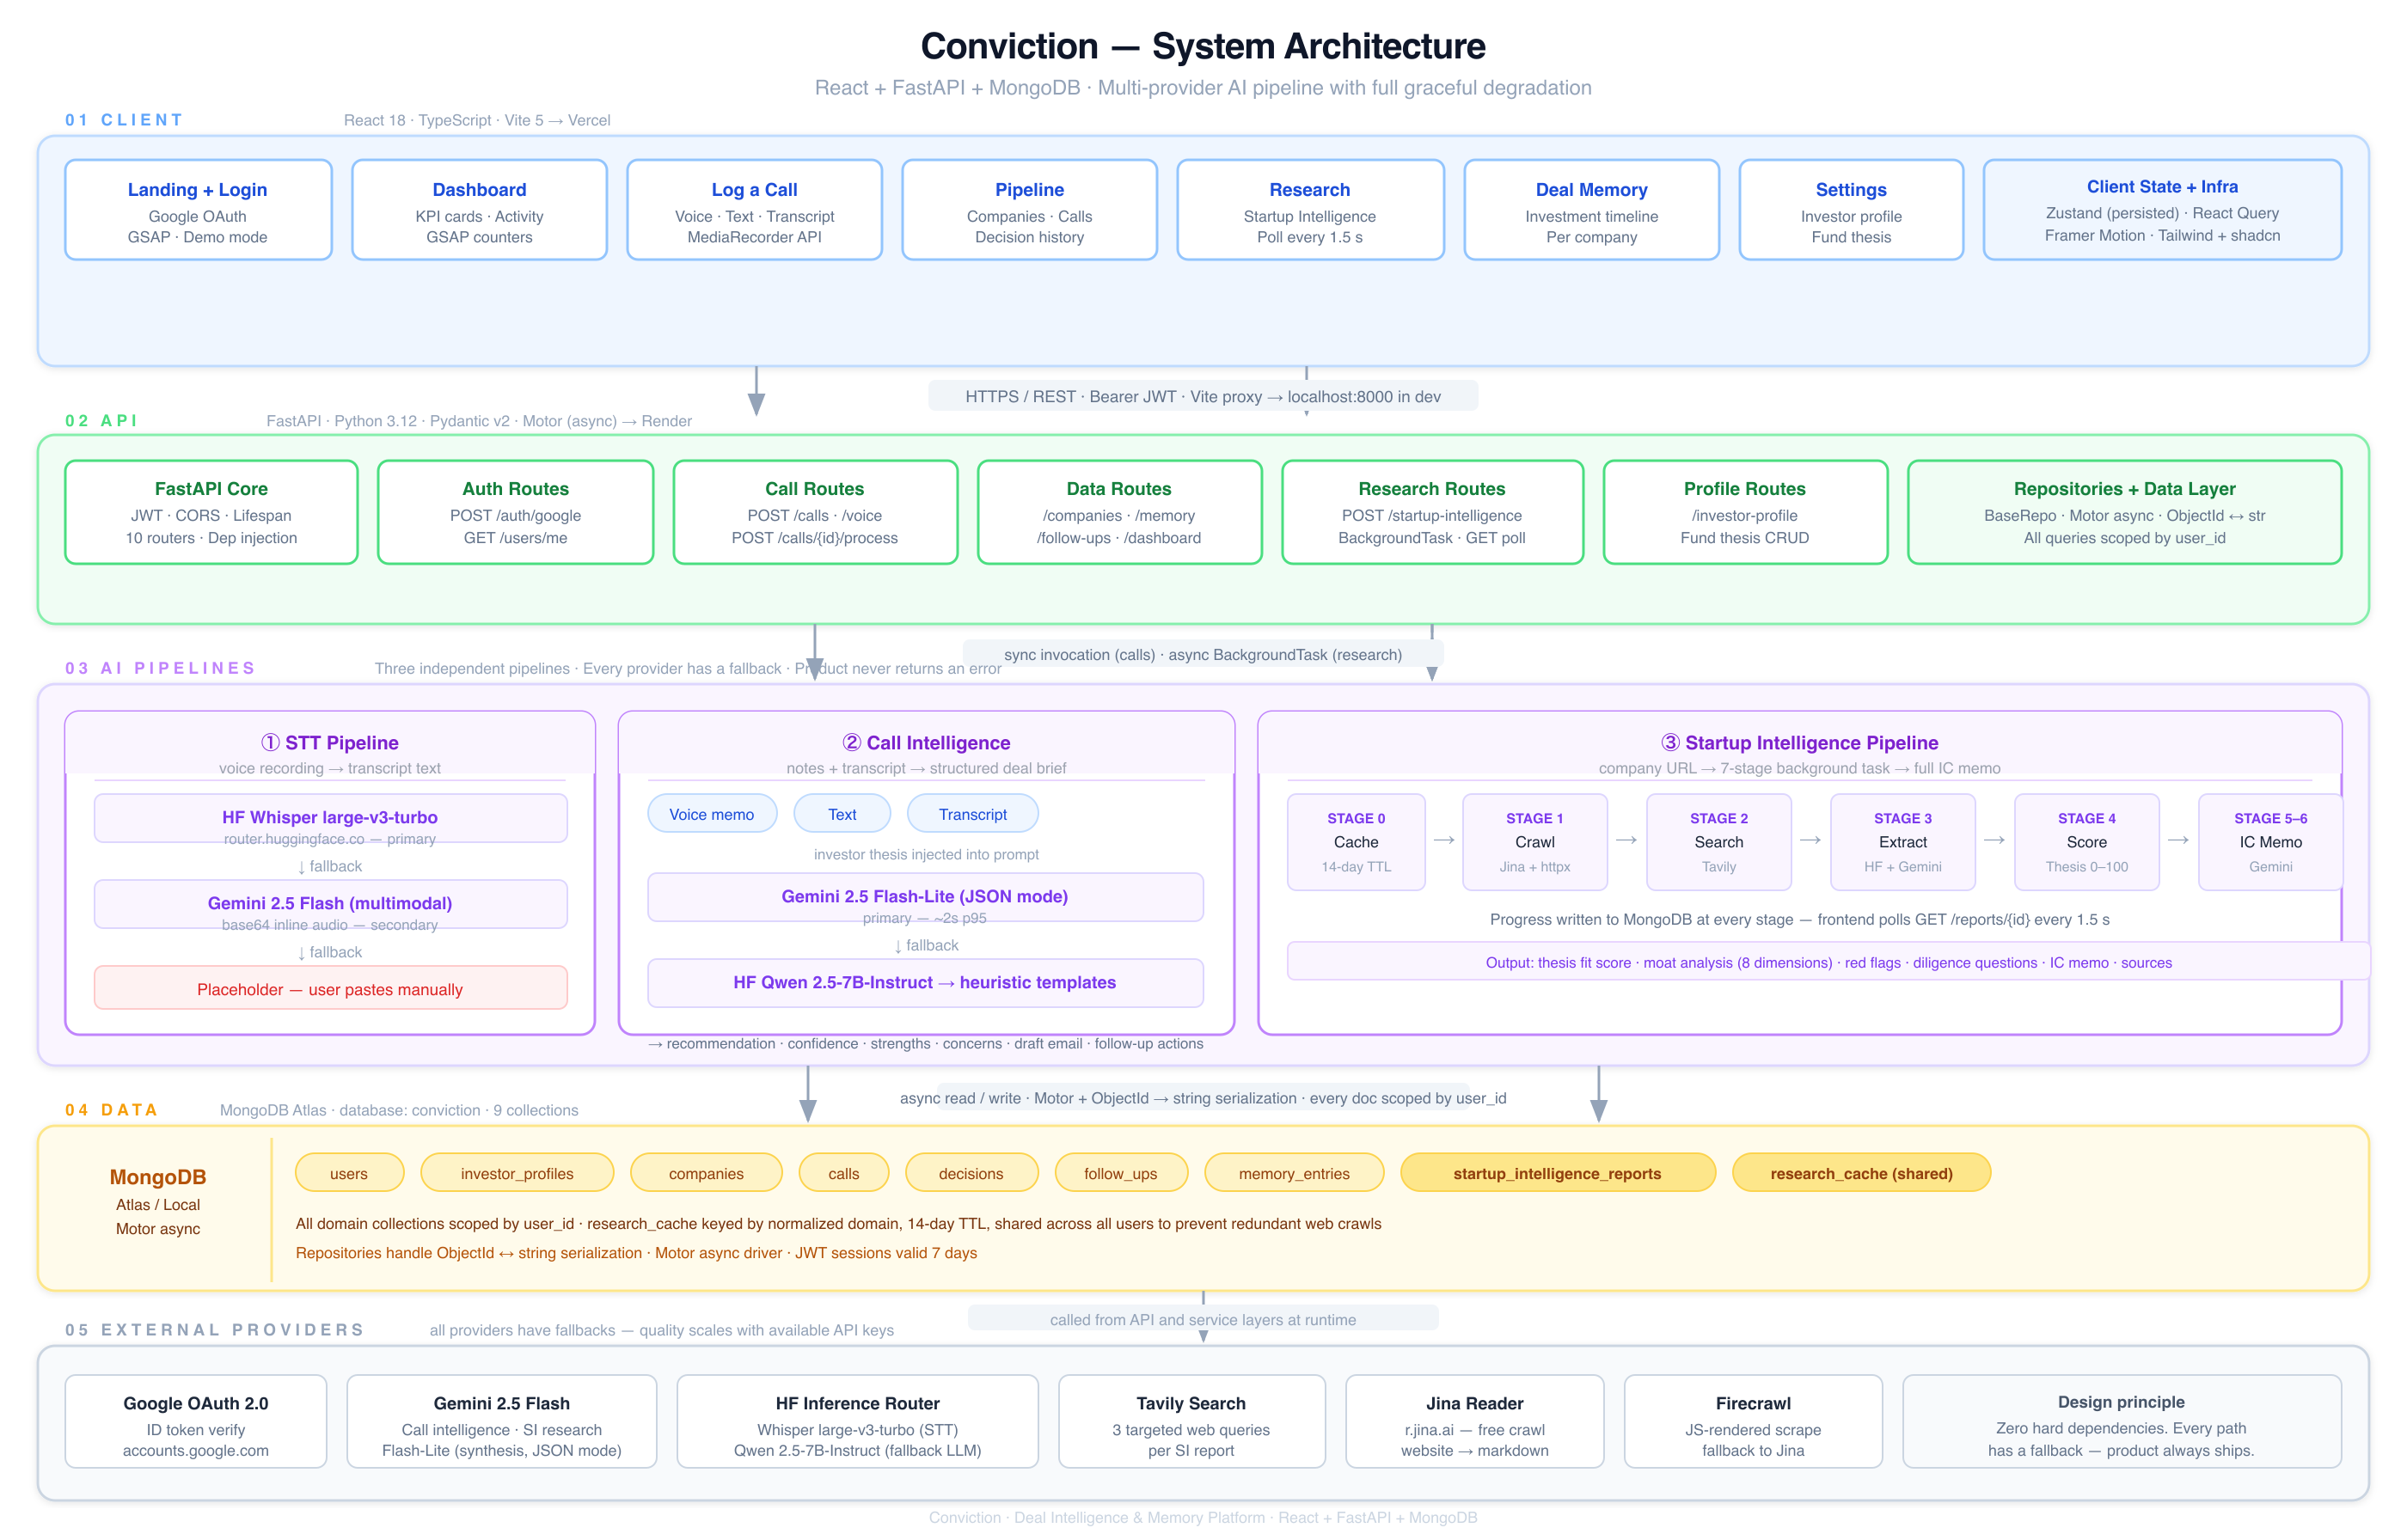 Conviction — System Architecture
React + FastAPI + MongoDB · Multi-provider AI pipeline with full graceful degradation
01 CLIENT
React 18 · TypeScript · Vite 5 → Vercel
Landing + Login
Google OAuth
GSAP · Demo mode
Dashboard
KPI cards · Activity
GSAP counters
Log a Call
Voice · Text · Transcript
MediaRecorder API
Pipeline
Companies · Calls
Decision history
Research
Startup Intelligence
Poll every 1.5 s
Deal Memory
Investment timeline
Per company
Settings
Investor profile
Fund thesis
Client State + Infra
Zustand (persisted) · React Query
Framer Motion · Tailwind + shadcn
HTTPS / REST · Bearer JWT · Vite proxy → localhost:8000 in dev
02 API
FastAPI · Python 3.12 · Pydantic v2 · Motor (async) → Render
FastAPI Core
JWT · CORS · Lifespan
10 routers · Dep injection
Auth Routes
POST /auth/google
GET /users/me
Call Routes
POST /calls · /voice
POST /calls/{id}/process
Data Routes
/companies · /memory
/follow-ups · /dashboard
Research Routes
POST /startup-intelligence
BackgroundTask · GET poll
Profile Routes
/investor-profile
Fund thesis CRUD
Repositories + Data Layer
BaseRepo · Motor async · ObjectId ↔ str
All queries scoped by user_id
sync invocation (calls) · async BackgroundTask (research)
03 AI PIPELINES
Three independent pipelines · Every provider has a fallback · Product never returns an error
① STT Pipeline
voice recording → transcript text
HF Whisper large-v3-turbo
router.huggingface.co — primary
↓ fallback
Gemini 2.5 Flash (multimodal)
base64 inline audio — secondary
↓ fallback
Placeholder — user pastes manually
② Call Intelligence
notes + transcript → structured deal brief
Voice memo
Text
Transcript
investor thesis injected into prompt
Gemini 2.5 Flash-Lite (JSON mode)
primary — ~2s p95
↓ fallback
HF Qwen 2.5-7B-Instruct → heuristic templates
→ recommendation · confidence · strengths · concerns · draft email · follow-up actions
③ Startup Intelligence Pipeline
company URL → 7-stage background task → full IC memo
STAGE 0
Cache
14-day TTL
→
STAGE 1
Crawl
Jina + httpx
→
STAGE 2
Search
Tavily
→
STAGE 3
Extract
HF + Gemini
→
STAGE 4
Score
Thesis 0–100
→
STAGE 5–6
IC Memo
Gemini
Progress written to MongoDB at every stage — frontend polls GET /reports/{id} every 1.5 s
Output: thesis fit score · moat analysis (8 dimensions) · red flags · diligence questions · IC memo · sources
async read / write · Motor + ObjectId → string serialization · every doc scoped by user_id
04 DATA
MongoDB Atlas · database: conviction · 9 collections
MongoDB
Atlas / Local
Motor async
users
investor_profiles
companies
calls
decisions
follow_ups
memory_entries
startup_intelligence_reports
research_cache (shared)
All domain collections scoped by user_id · research_cache keyed by normalized domain, 14-day TTL, shared across all users to prevent redundant web crawls
Repositories handle ObjectId ↔ string serialization · Motor async driver · JWT sessions valid 7 days
called from API and service layers at runtime
05 EXTERNAL PROVIDERS
all providers have fallbacks — quality scales with available API keys
Google OAuth 2.0
ID token verify
accounts.google.com
Gemini 2.5 Flash
Call intelligence · SI research
Flash-Lite (synthesis, JSON mode)
HF Inference Router
Whisper large-v3-turbo (STT)
Qwen 2.5-7B-Instruct (fallback LLM)
Tavily Search
3 targeted web queries
per SI report
Jina Reader
r.jina.ai — free crawl
website → markdown
Firecrawl
JS-rendered scrape
fallback to Jina
Design principle
Zero hard dependencies. Every path
has a fallback — product always ships.
Conviction · Deal Intelligence & Memory Platform · React + FastAPI + MongoDB